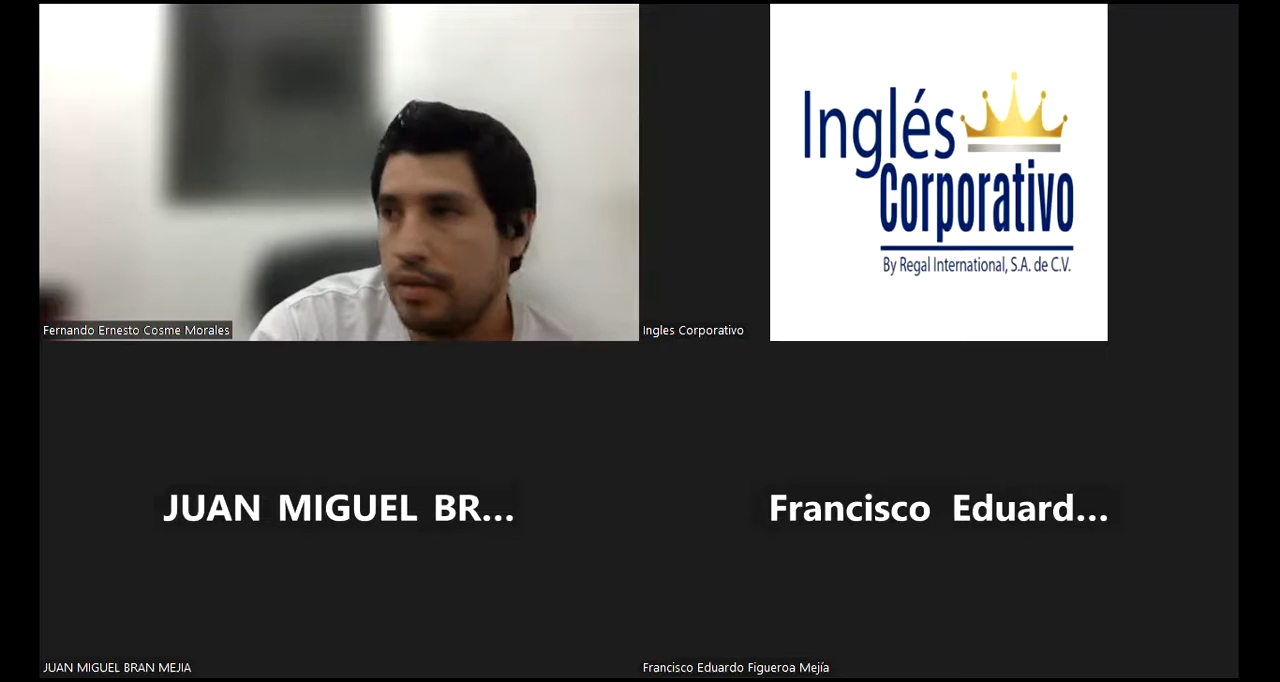 Inglés
Corporativo
By Regal International, S.A. de C.V.
Fernando Ernesto Cosme Morales
Ingles Corporativo
JUAN MIGUEL BR...
Francisco Eduard...
JUAN MIGUEL BRAN MEJIA
Francisco Eduardo Figueroa Mejía